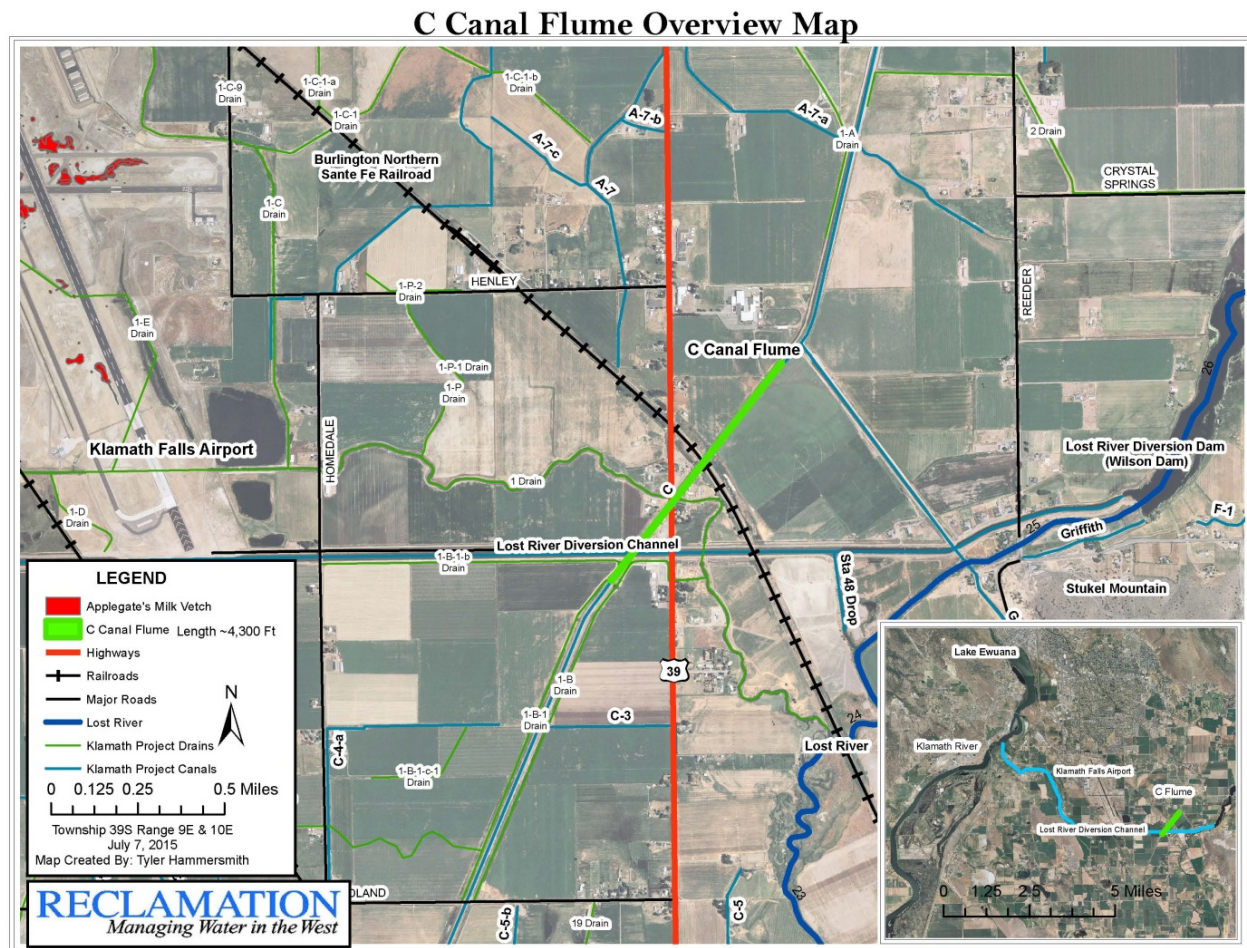 C Canal Flume Overview Map
1-C-9
Drain
1-C-1-a
Drain
1-C-1
Drain
1-C-1-b
Drain
A-7-b
A-7-a
A-7-c
A-7
1-A
Drain
2 Drain
CRYSTAL
SPRINGS
Burlington Northern
Sante Fe Railroad
1-C
Drain
HENLEY
1-P-2
Drain
REEDER
1-E
Drain
C Canal Flume
26
1-P-1 Drain
1-P
Drain
HOMEDALE
Klamath Falls Airport
Lost River Diversion Dam
(Wilson Dam)
1 Drain
C
1-D
Drain
F-1
25
Griffith
Lost River Diversion Channel
1-B-1-b
Drain
Sta 48 Drop
Stukel Mountain
G
39
1-B
Drain
1-B-1
Drain
C-3
24
Lost River
C-4-a
1-B-1-c-1
Drain
23
OLAND
C-5-b
19 Drain
C-5
LEGEND
Applegate's Milk Vetch
C Canal Flume Length ~4,300 Ft
Highways
Railroads
Major Roads
Lost River
Klamath Project Drains
Klamath Project Canals
N
0 0.125 0.25 0.5 Miles
Township 39S Range 9E & 10E
July 7, 2015
Map Created By: Tyler Hammersmith
RECLAMATION
Managing Water in the West
Lake Ewuana
Klamath River
Klamath Falls Airport
C Flume
Lost River Diversion Channel
0 1.25 2.5 5 Miles